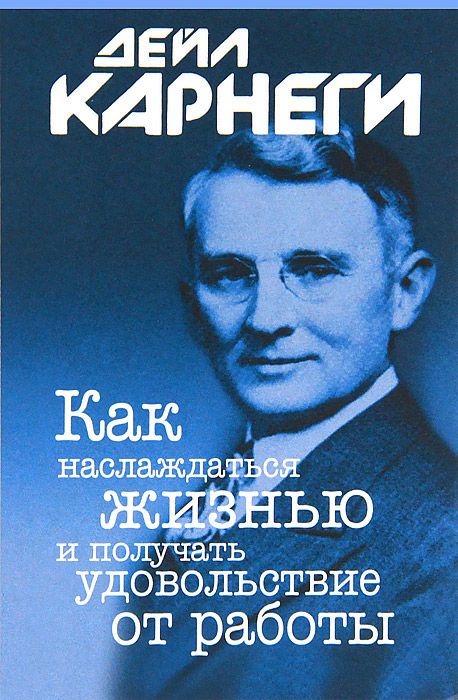 ДЕЙЛ
КАРНЕГИ
Как
наслаждаться
жизнью
и получать
удовольствие
от работы